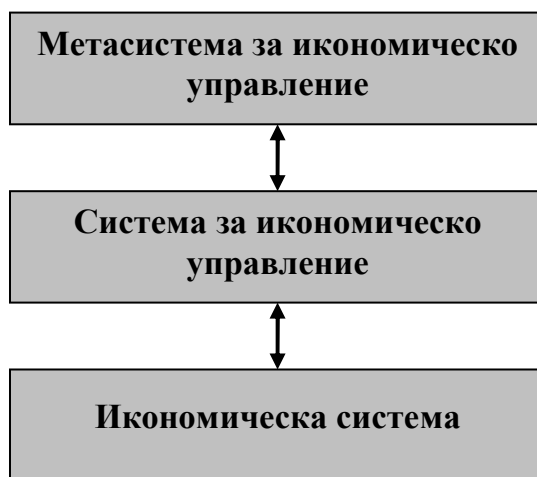 Метасистема за икономическо
управление
Система за икономическо
управление
Икономическа система